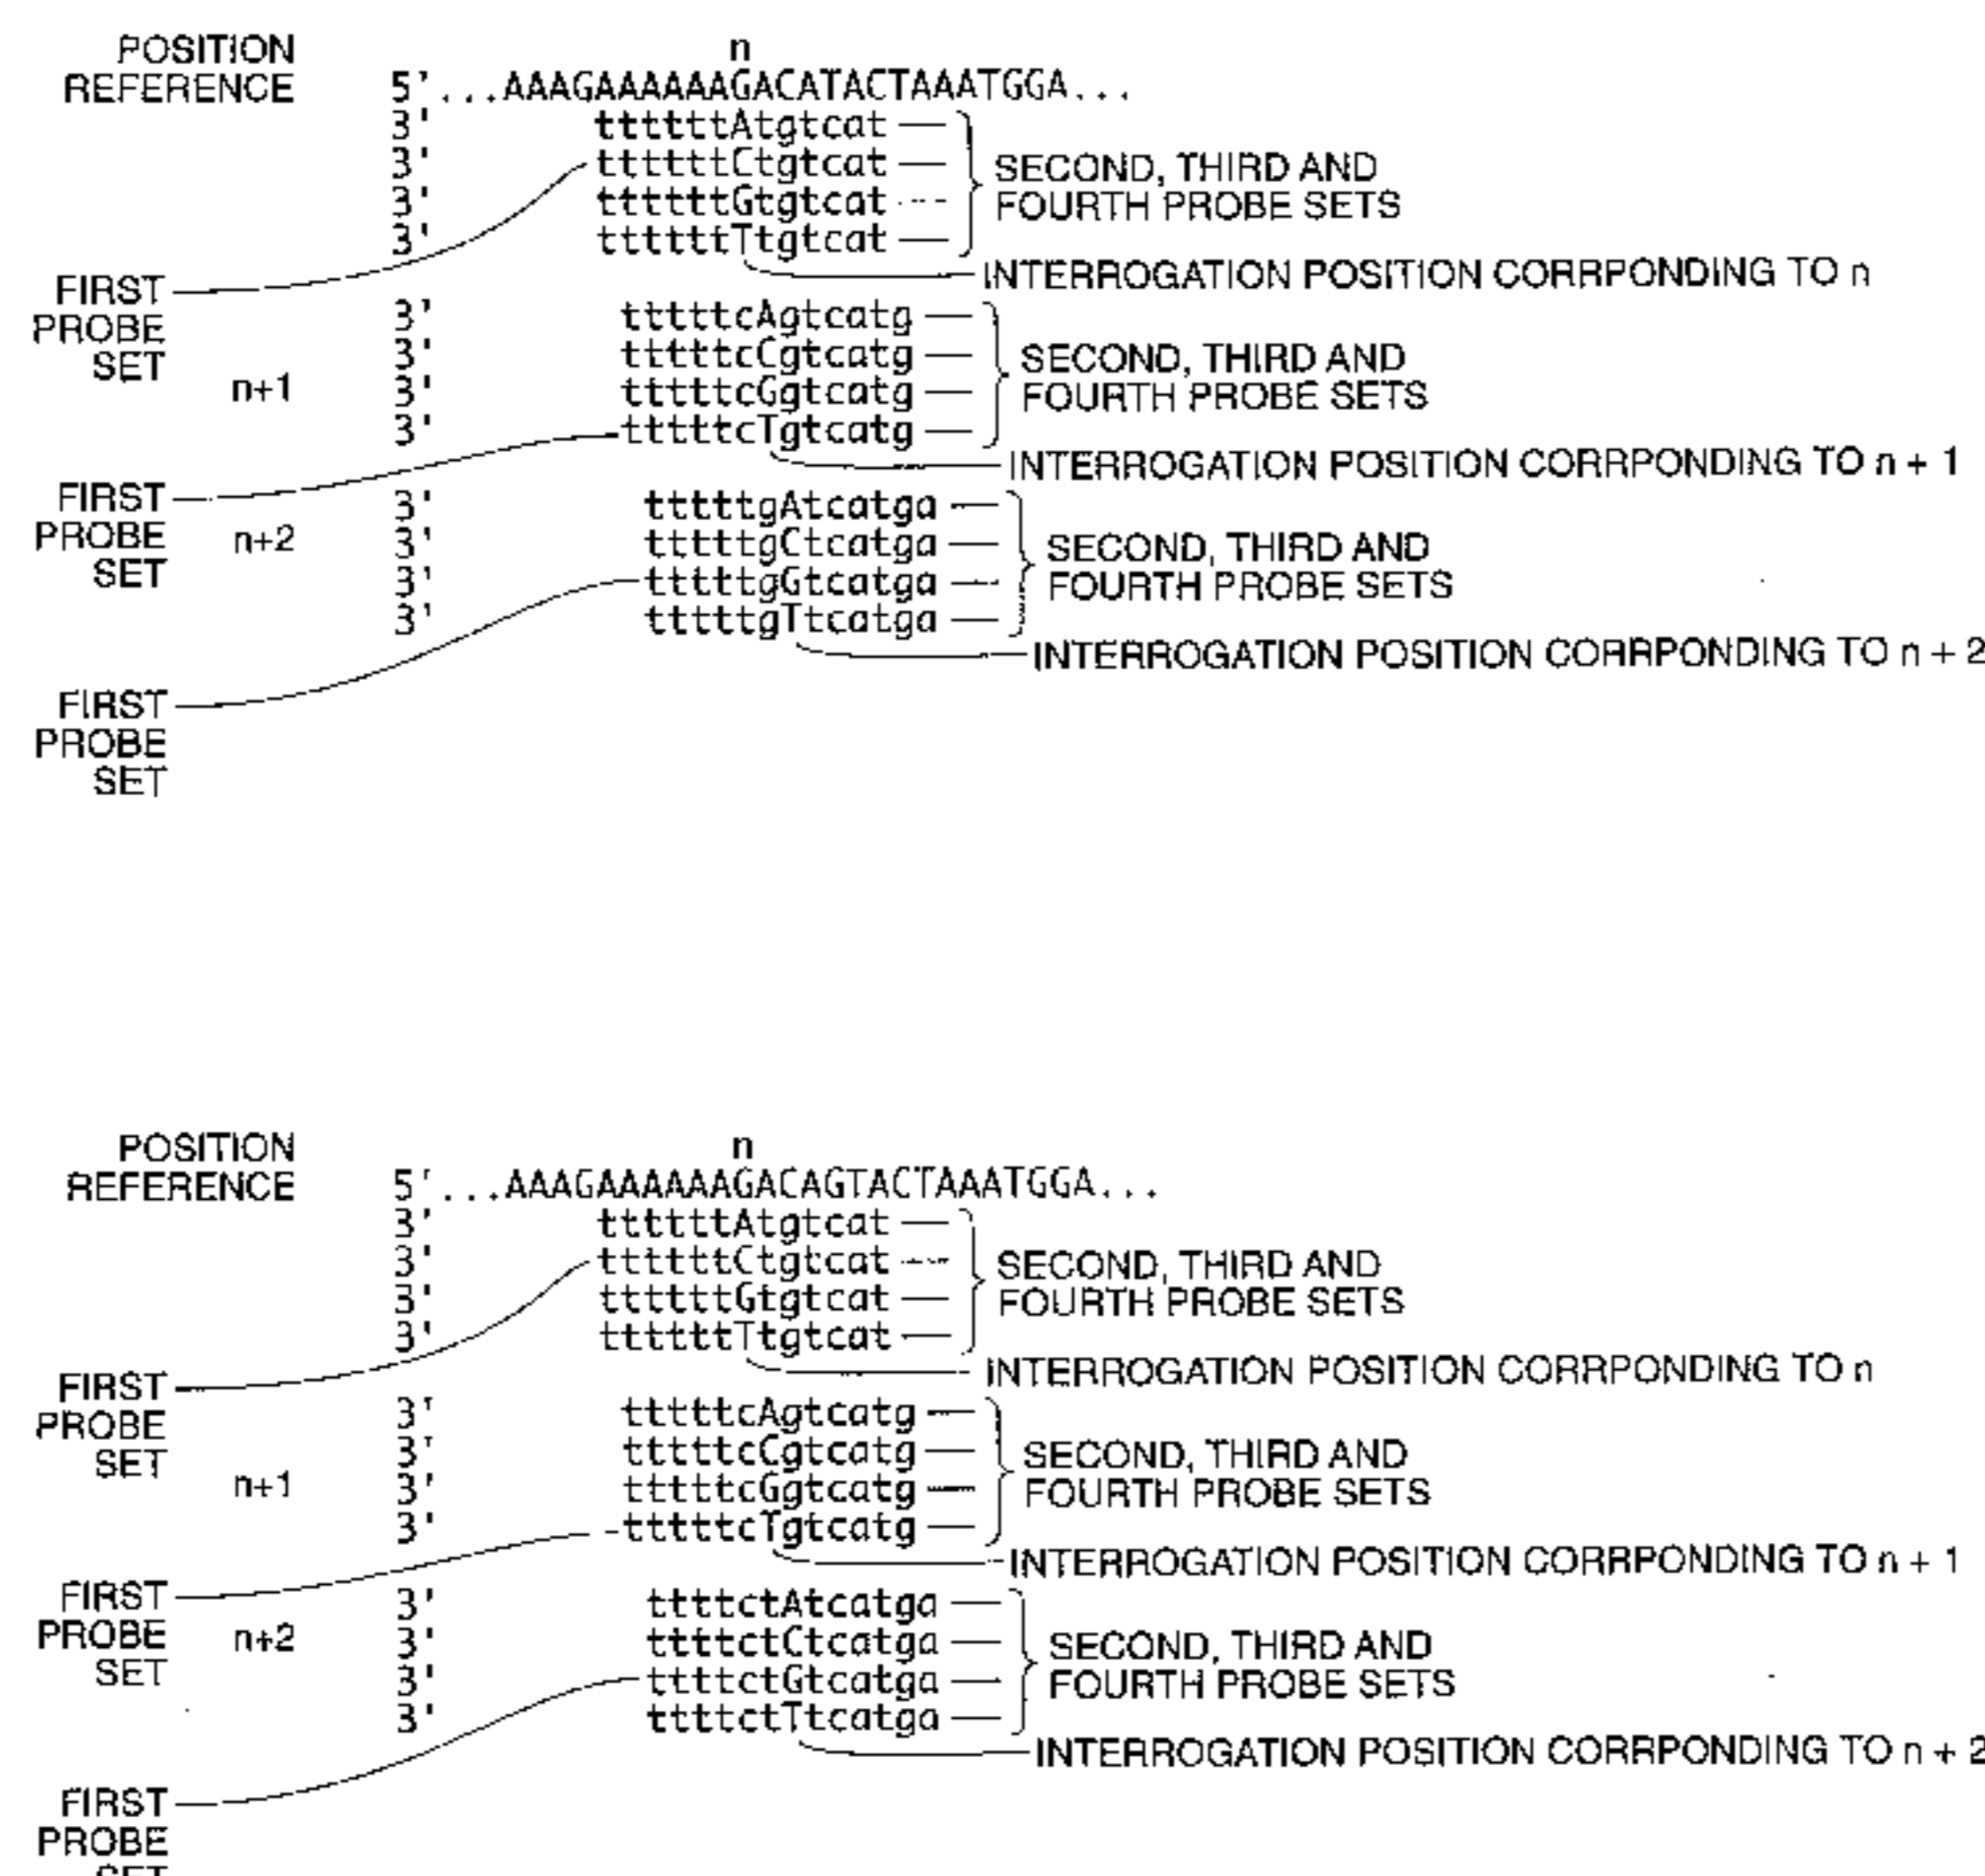 n
POSITION
REFERENCE 5'...AAAGAAAAAAGACATACTAAATGGA...
3' ttttttAtgtcat
3' ttttttCtgtcat
3' ttttttGtgtcat
3' ttttttTtgtcat
SECOND, THIRD AND
FOURTH PROBE SETS
INTERROGATION POSITION CORRPONDING TO n
FIRST
PROBE
SET
n+1
3' tttttcAgtcatg
3' tttttcCgtcatg
3' tttttcGgtcatg
3' tttttcTgtcatg
SECOND, THIRD AND
FOURTH PROBE SETS
INTERROGATION POSITION CORRPONDING TO n + 1
FIRST
PROBE
SET
n+2
3' tttttgAtcatga
3' tttttgCtcatga
3' tttttgGtcatga
3' tttttgTtcatga
SECOND, THIRD AND
FOURTH PROBE SETS
INTERROGATION POSITION CORRPONDING TO n + 2
FIRST
PROBE
SET
n
POSITION
REFERENCE 5'...AAAGAAAAAAGACAGTACTAAATGGA...
3' ttttttAtgtcat
3' ttttttCtgtcat
3' ttttttGtgtcat
3' ttttttTtgtcat
SECOND, THIRD AND
FOURTH PROBE SETS
INTERROGATION POSITION CORRPONDING TO n
FIRST
PROBE
SET
n+1
3' tttttcAgtcatg
3' tttttcCgtcatg
3' tttttcGgtcatg
3' tttttcTgtcatg
SECOND, THIRD AND
FOURTH PROBE SETS
INTERROGATION POSITION CORRPONDING TO n + 1
FIRST
PROBE
SET
n+2
3' ttttctAtcatga
3' ttttctCtcatga
3' ttttctGtcatga
3' ttttctTtcatga
SECOND, THIRD AND
FOURTH PROBE SETS
INTERROGATION POSITION CORRPONDING TO n + 2
FIRST
PROBE
SET